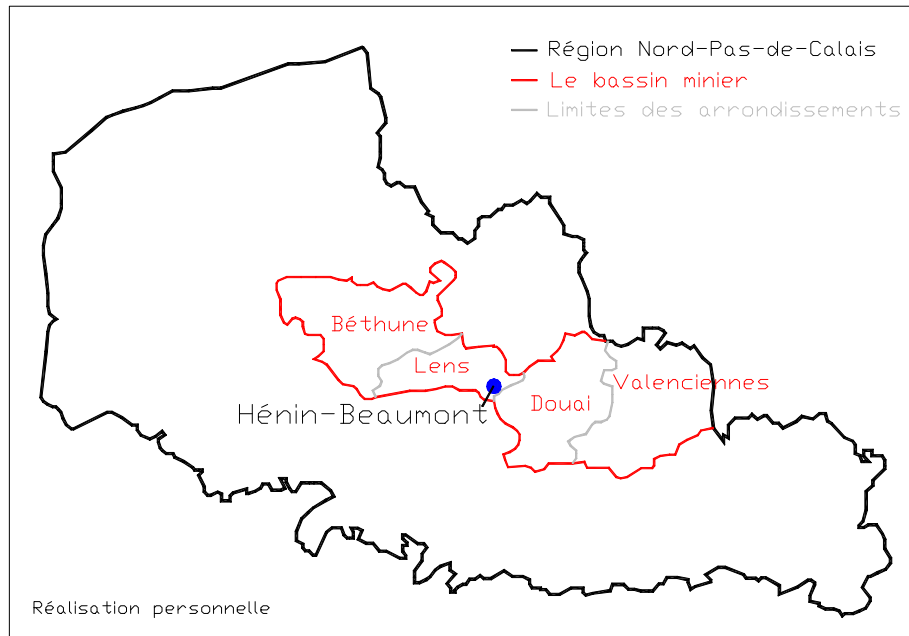 Région Nord-Pas-de-Calais
Le bassin minier
Limites des arrondissements
Béthune
Lens
Valenciennes
Douai
Hénin-Beaumont
Réalisation personnelle